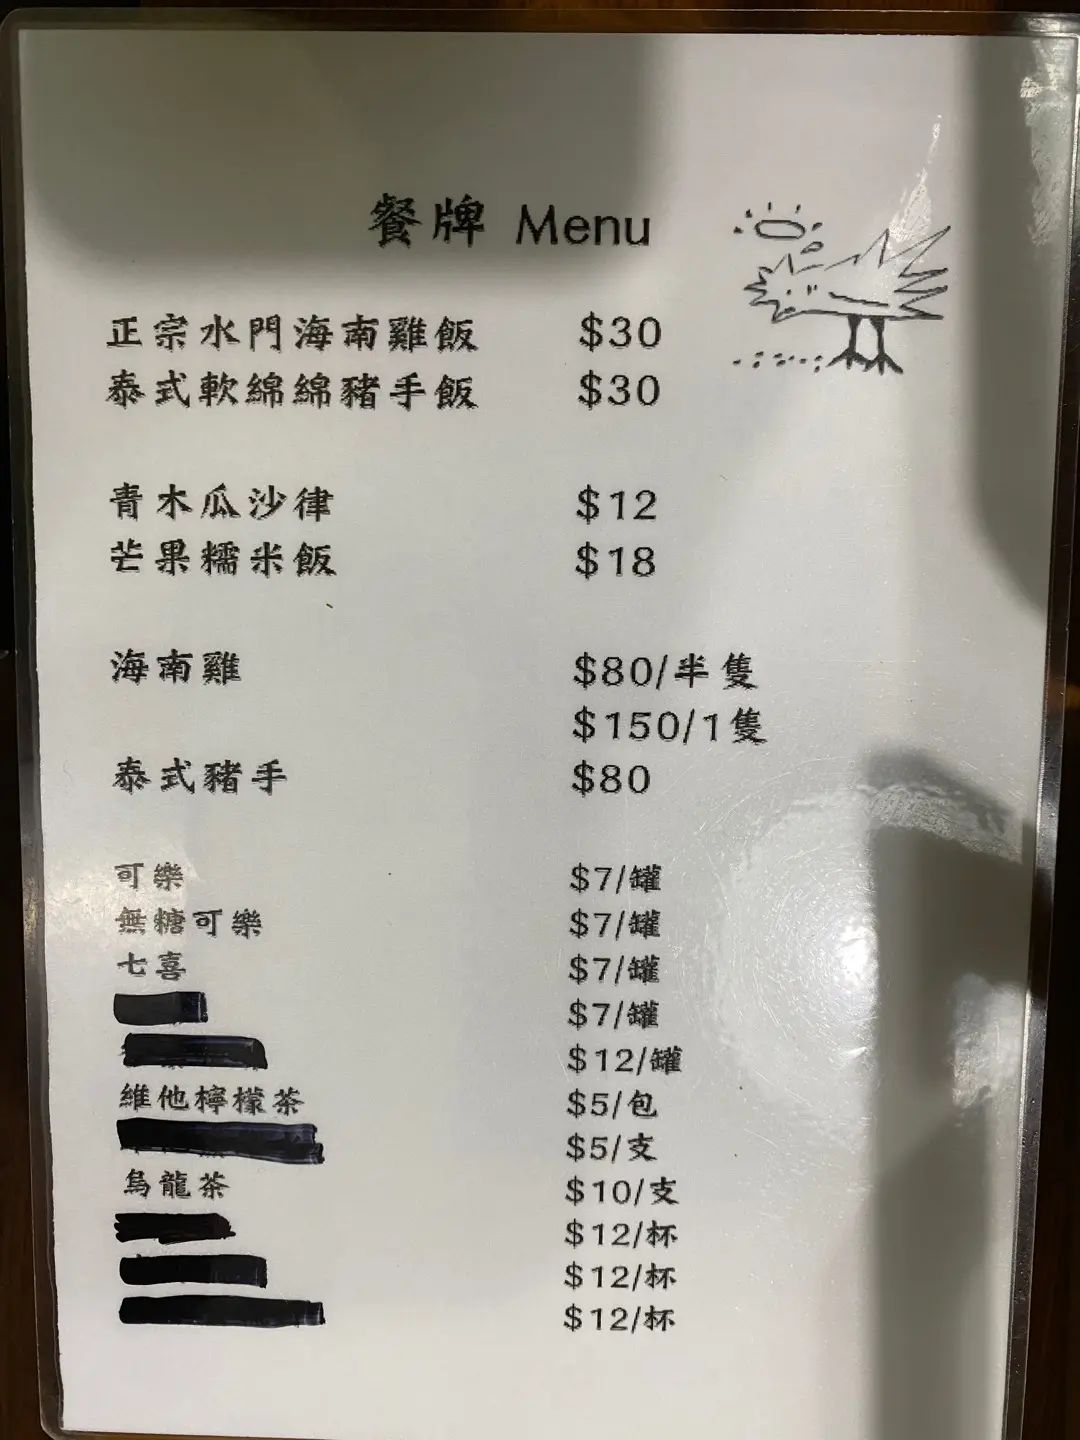 餐牌 Menu
正宗水門海南雞飯 $30
泰式軟綿綿豬手飯 $30
青木瓜沙律 $12
芒果糯米飯 $18
海南雞 $80/半隻
$150/1隻
泰式豬手 $80
可樂 $7/罐
無糖可樂 $7/罐
七喜 $7/罐
$7/罐
$12/罐
維他檸檬茶 $5/包
$5/支
烏龍茶 $10/支
$12/杯
$12/杯
$12/杯